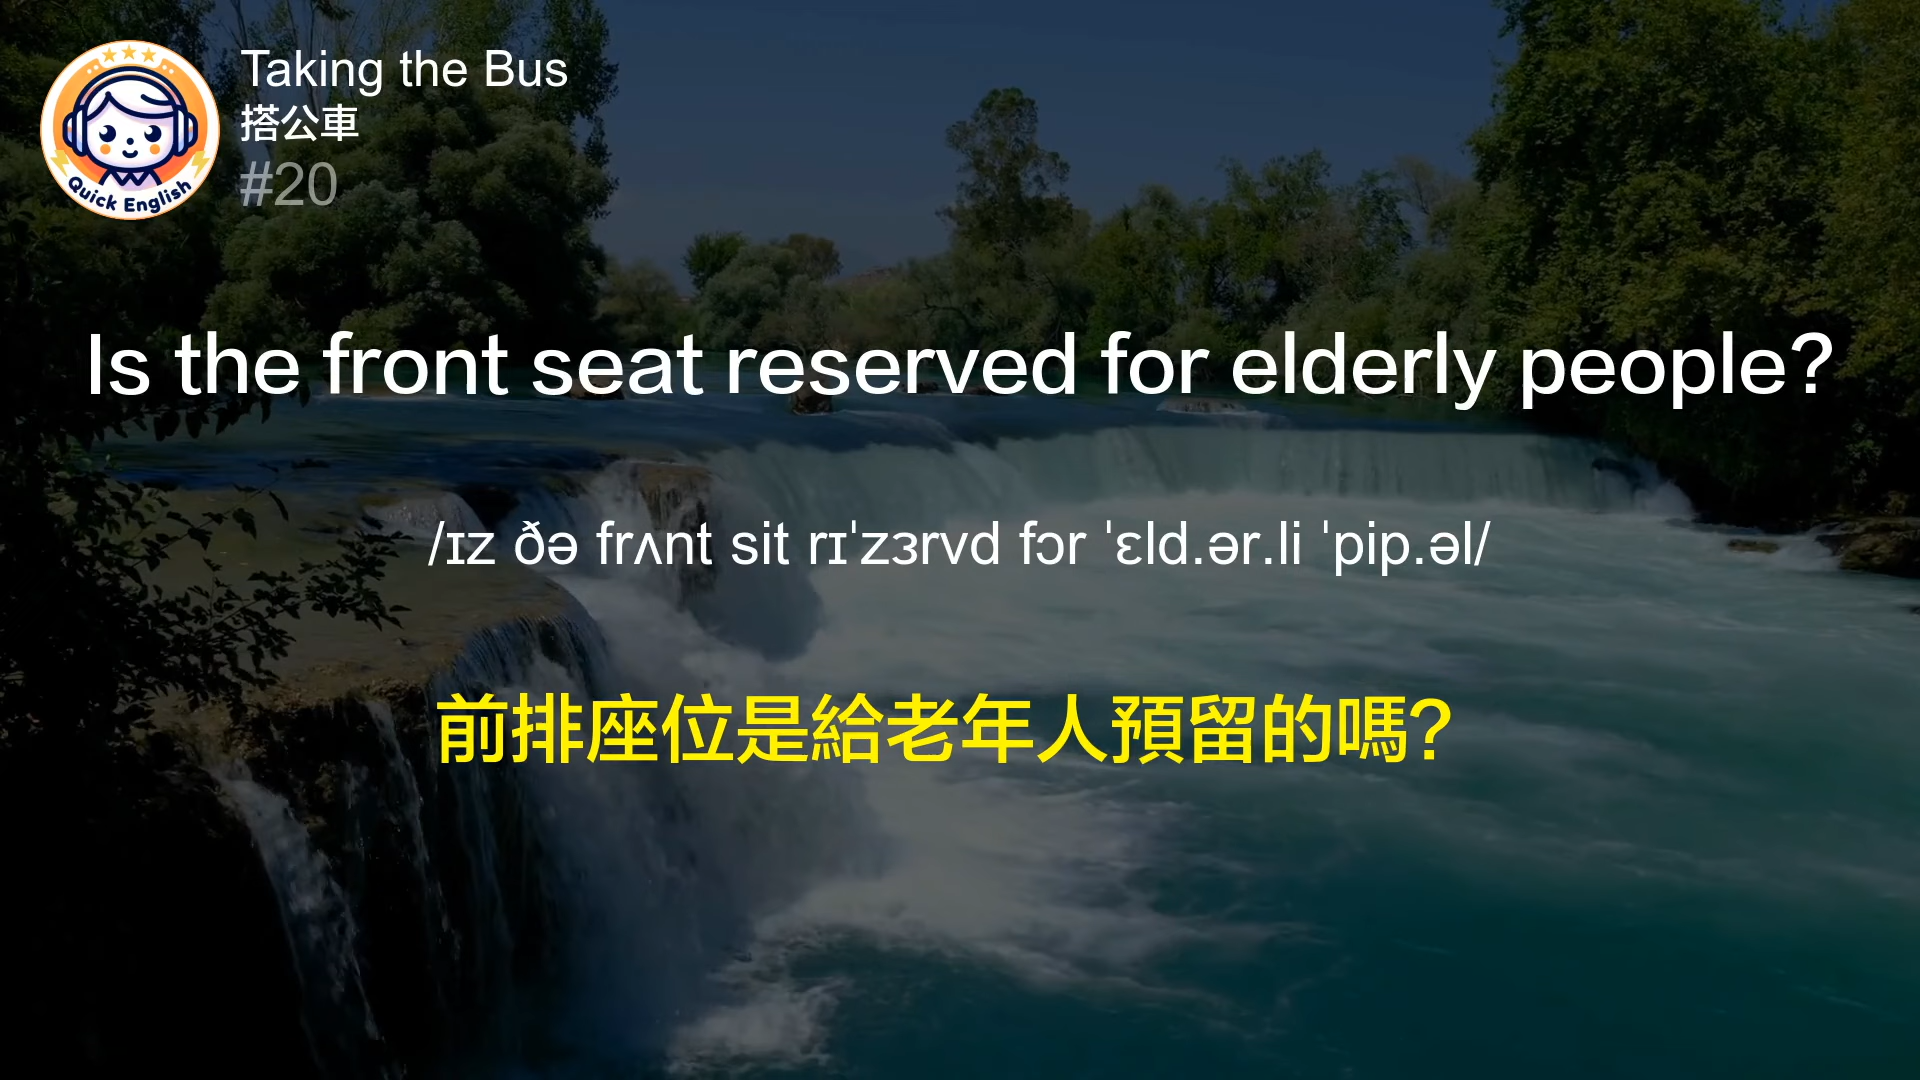 Taking the Bus
搭公車
#20
Quick English
Is the front seat reserved for elderly people?
/ɪz ðə frʌnt sit rɪˈzɜrvd fɔr ˈɛld.ər.li ˈpip.əl/
前排座位是給老年人預留的嗎?